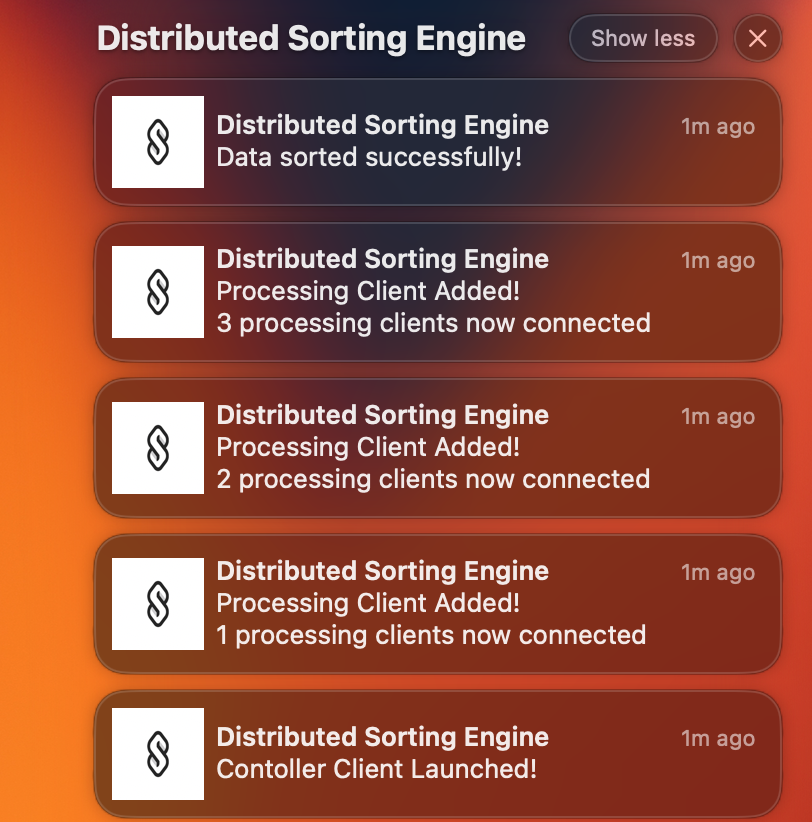 Distributed Sorting Engine
Show less
Distributed Sorting Engine
1m ago
Data sorted successfully!
Distributed Sorting Engine
1m ago
Processing Client Added!
3 processing clients now connected
Distributed Sorting Engine
1m ago
Processing Client Added!
2 processing clients now connected
Distributed Sorting Engine
1m ago
Processing Client Added!
1 processing clients now connected
Distributed Sorting Engine
1m ago
Contoller Client Launched!